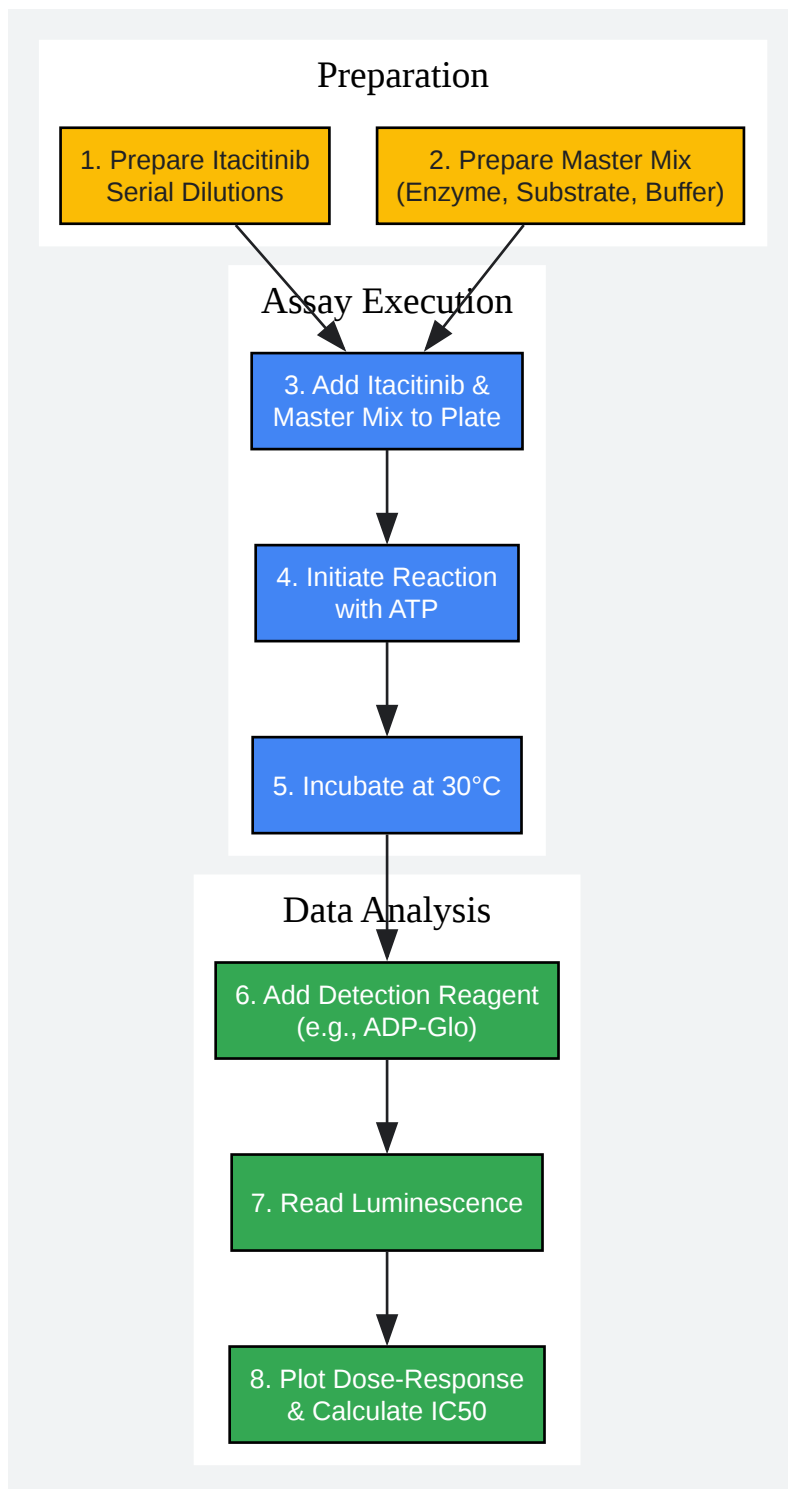 Preparation
1. Prepare Itacitinib
Serial Dilutions
2. Prepare Master Mix
(Enzyme, Substrate, Buffer)
Assay Execution
3. Add Itacitinib &
Master Mix to Plate
4. Initiate Reaction
with ATP
5. Incubate at 30°C
Data Analysis
6. Add Detection Reagent
(e.g., ADP-Glo)
7. Read Luminescence
8. Plot Dose-Response
& Calculate IC50